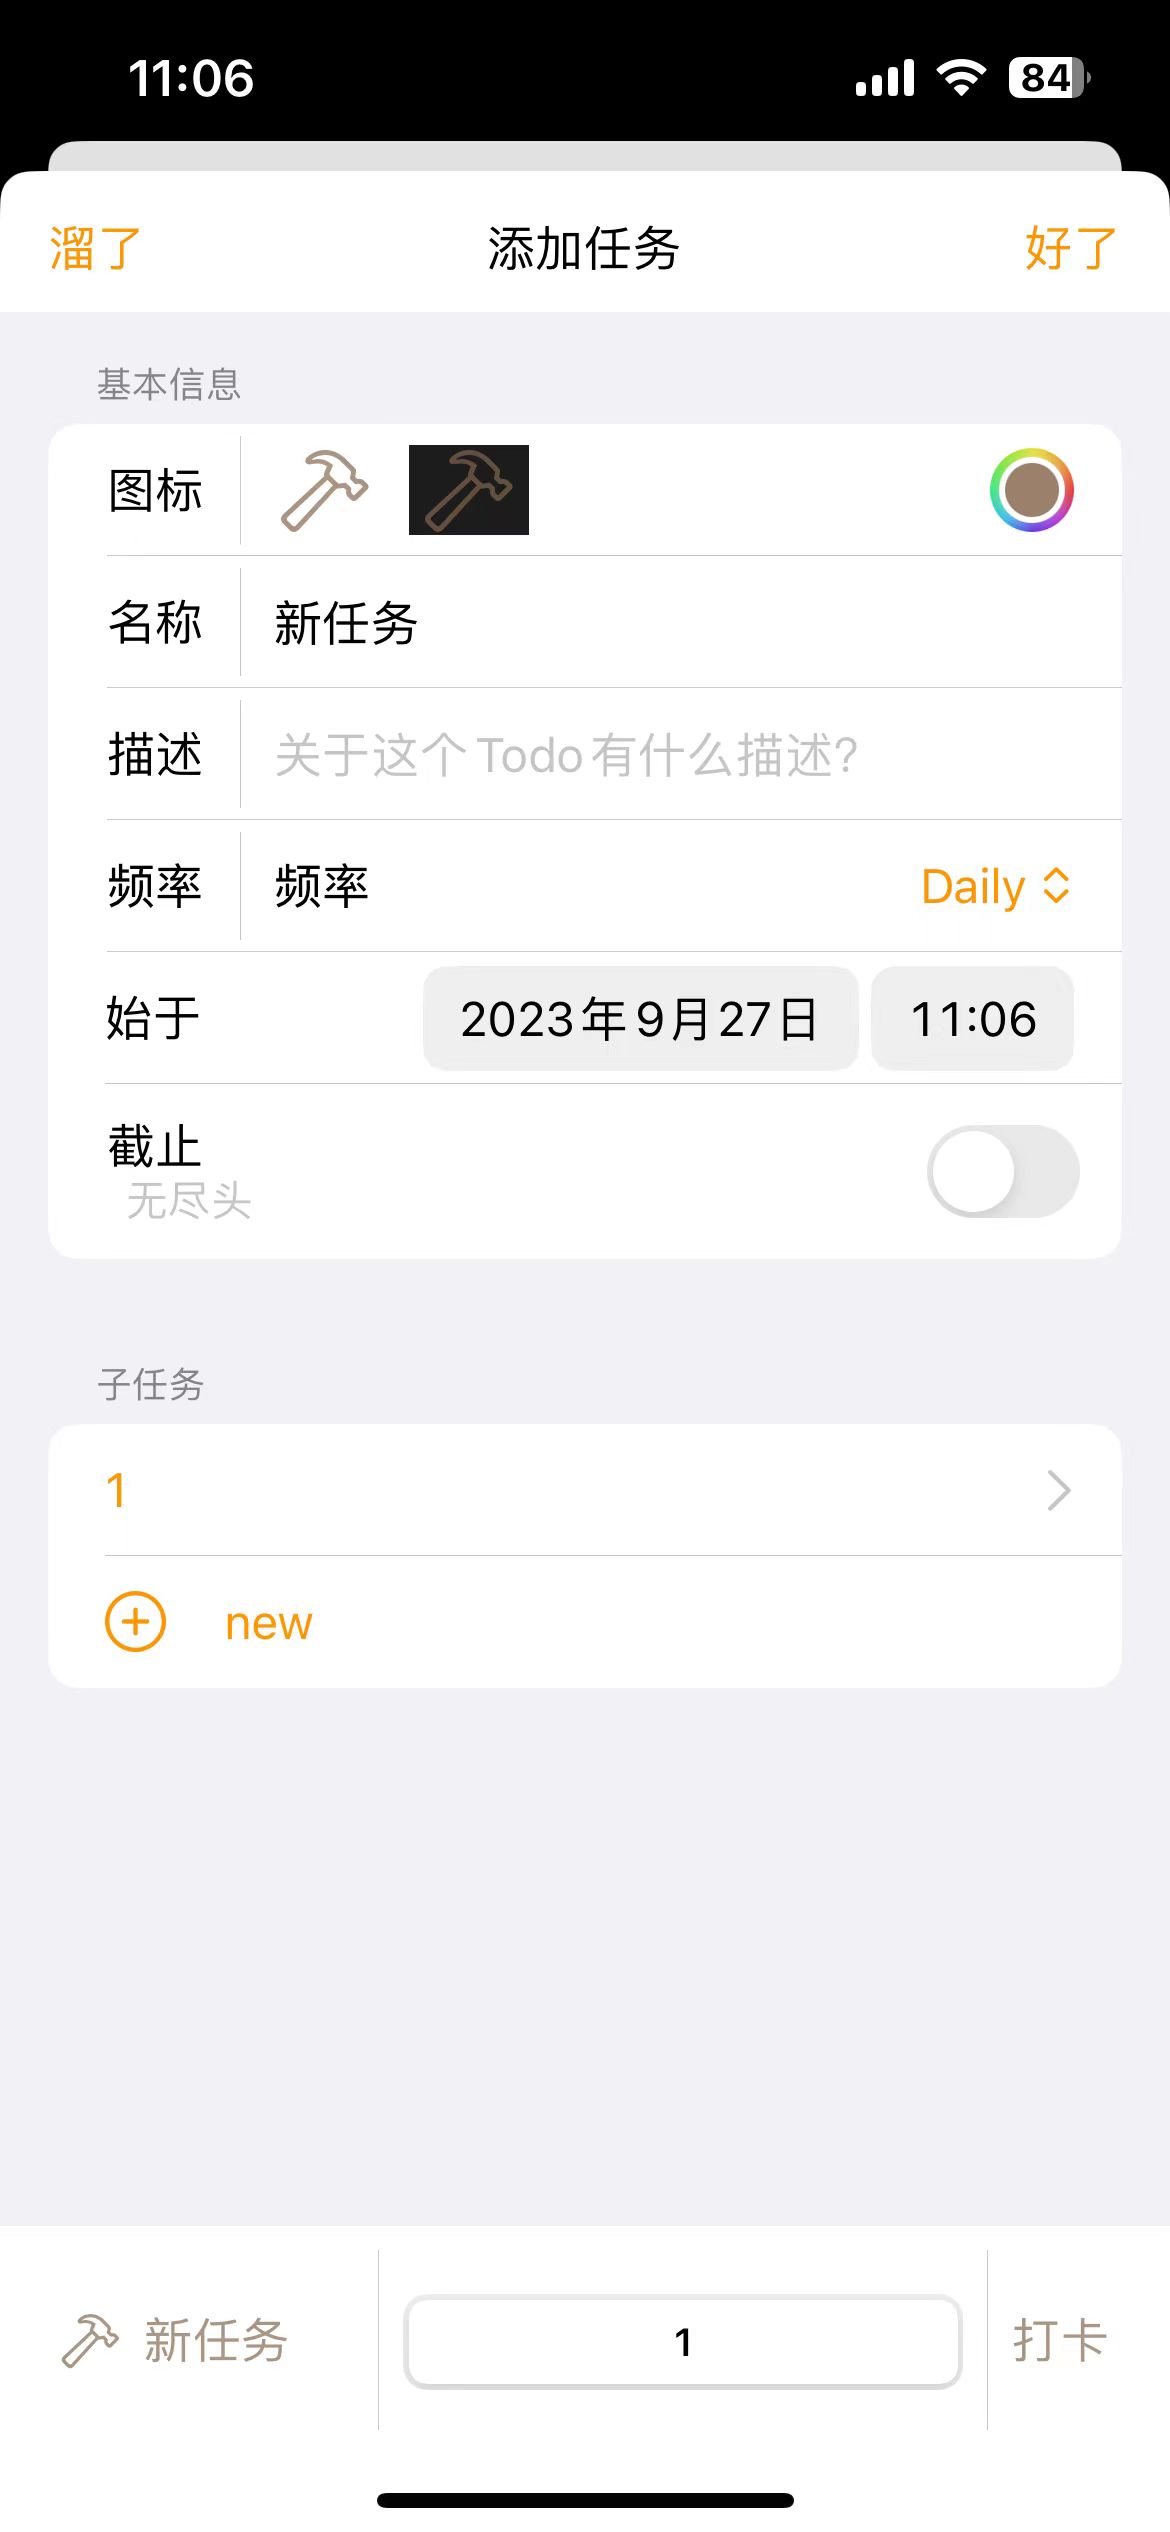 11:06
84
溜了 添加任务 好了
基本信息
图标
名称 新任务
描述 关于这个 Todo 有什么描述?
频率 频率 Daily
始于 2023年9月27日 11:06
截止
无尽头
子任务
1
new
新任务 1 打卡